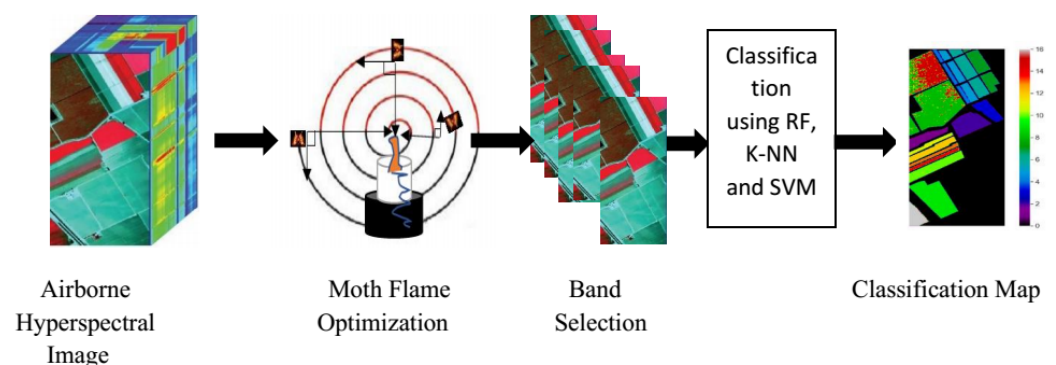 Classifica
tion
using RF,
K-NN
and SVM
16
14
12
10
8
6
4
2
0
Airborne
Hyperspectral
Image
Moth Flame
Optimization
Band
Selection
Classification Map